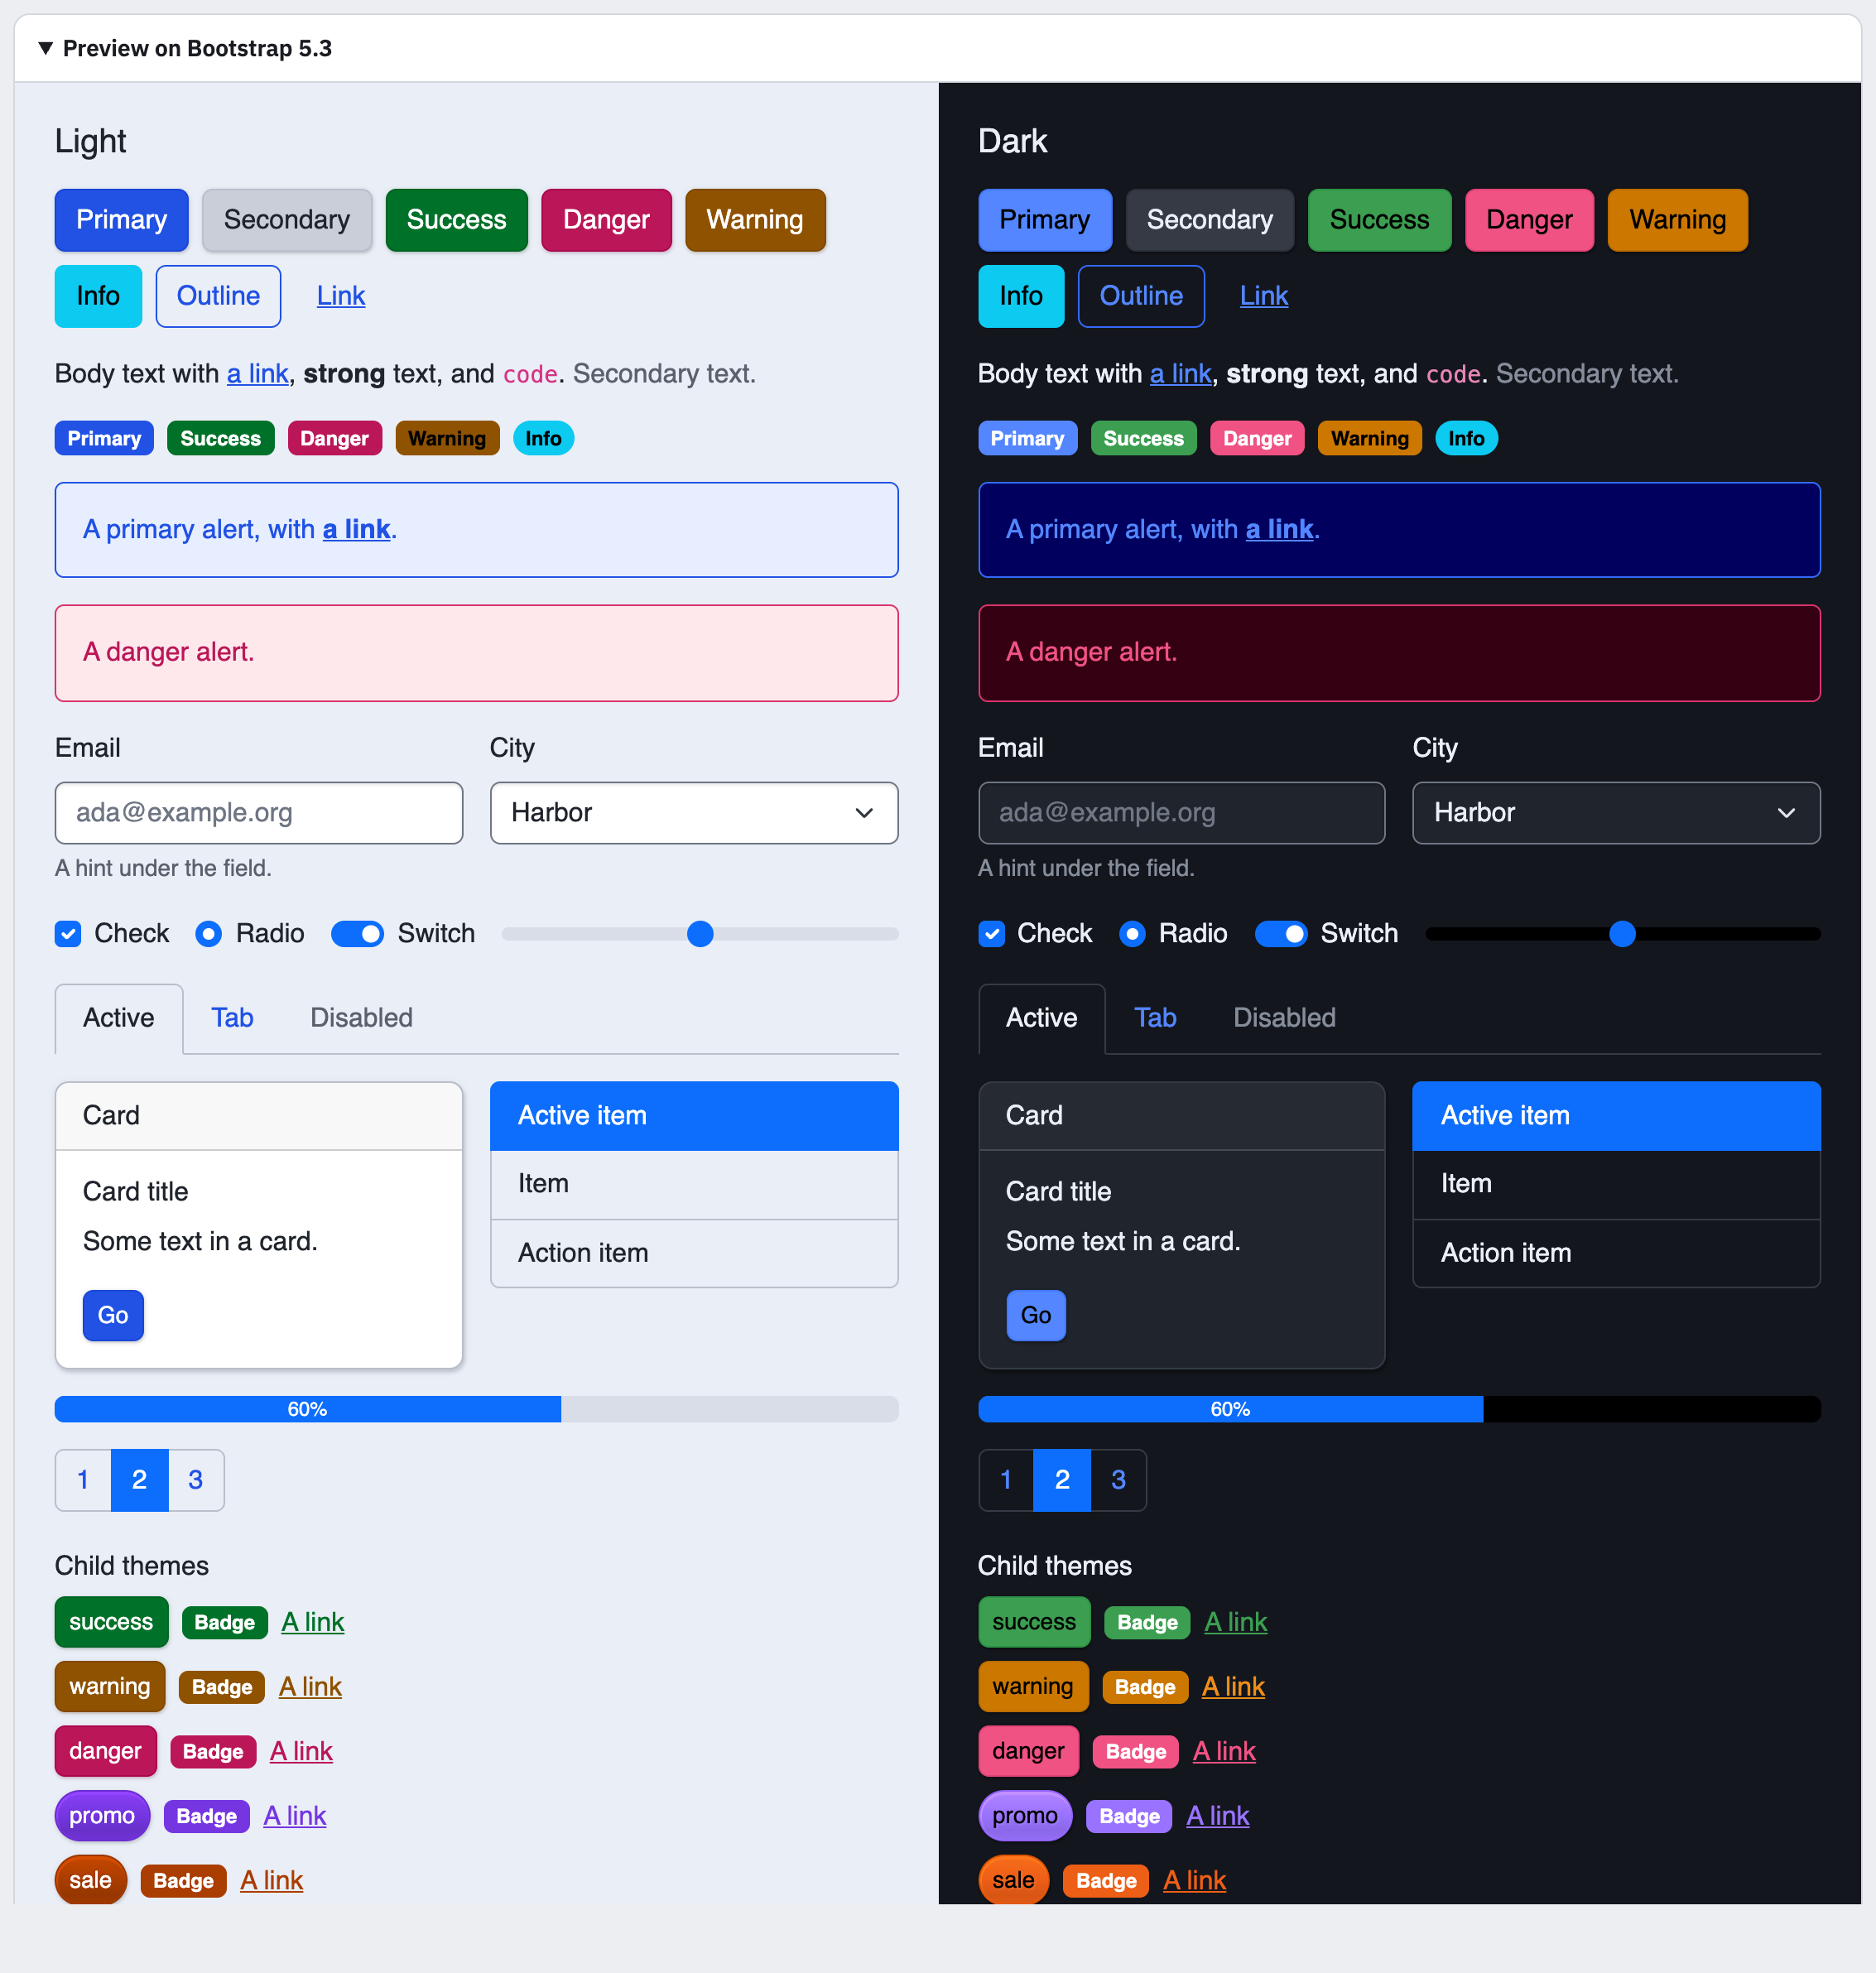 ▼ Preview on Bootstrap 5.3
Light
Primary Secondary Success Danger Warning
Info Outline Link
Body text with a link, strong text, and code. Secondary text.
Primary Success Danger Warning Info
A primary alert, with a link.
A danger alert.
Email City
ada@example.org Harbor
A hint under the field.
Check Radio Switch
Active Tab Disabled
Card
Card title
Some text in a card.
Go
Active item
Item
Action item
60%
1 2 3
Child themes
success Badge A link
warning Badge A link
danger Badge A link
promo Badge A link
sale Badge A link
Dark
Primary Secondary Success Danger Warning
Info Outline Link
Body text with a link, strong text, and code. Secondary text.
Primary Success Danger Warning Info
A primary alert, with a link.
A danger alert.
Email City
ada@example.org Harbor
A hint under the field.
Check Radio Switch
Active Tab Disabled
Card
Card title
Some text in a card.
Go
Active item
Item
Action item
60%
1 2 3
Child themes
success Badge A link
warning Badge A link
danger Badge A link
promo Badge A link
sale Badge A link